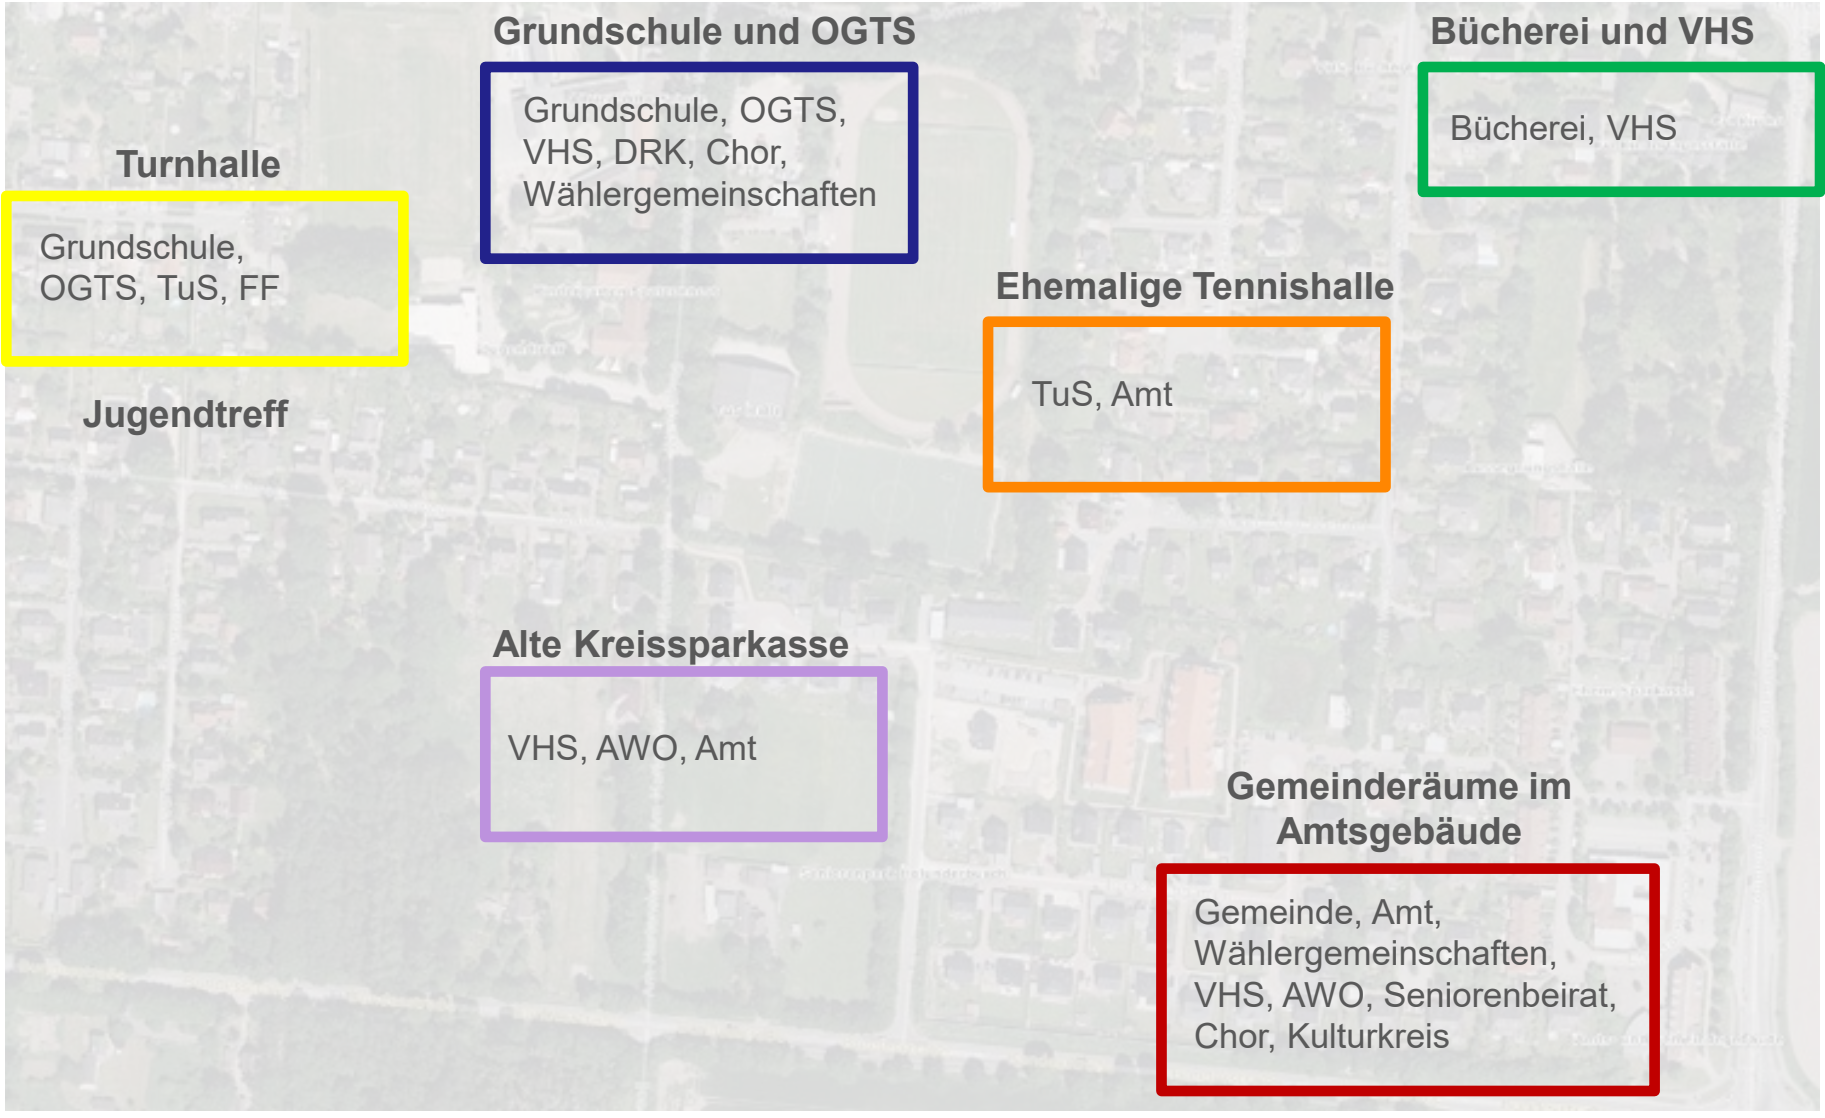 Grundschule und OGTS
Grundschule, OGTS,
VHS, DRK, Chor,
Wählergemeinschaften
Bücherei und VHS
Bücherei, VHS
Turnhalle
Grundschule,
OGTS, TuS, FF
Jugendtreff
Ehemalige Tennishalle
TuS, Amt
Alte Kreissparkasse
VHS, AWO, Amt
Gemeinderäume im
Amtsgebäude
Gemeinde, Amt,
Wählergemeinschaften,
VHS, AWO, Seniorenbeirat,
Chor, Kulturkreis